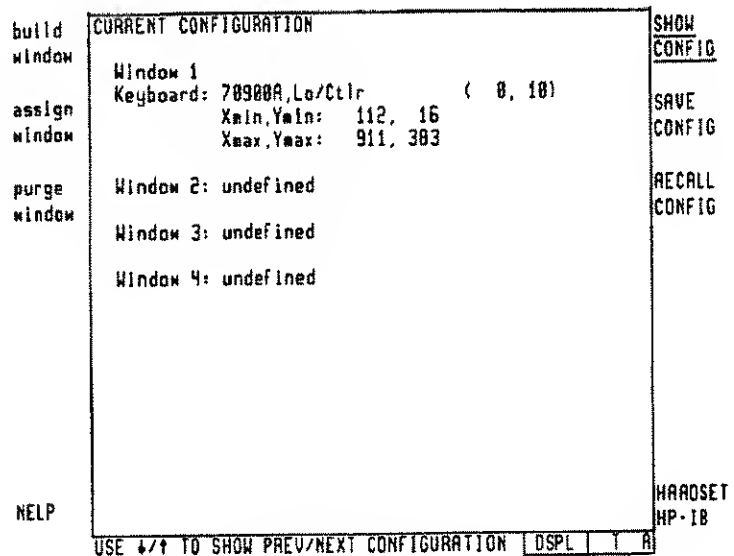 build
window
assign
window
purge
window
NELP
CURRENT CONFIGURATION
Window 1
Keyboard: 70900A,Lo/Ctlr ( 0, 10)
Xmin,Ymin: 112, 16
Xmax,Ymax: 911, 383
Window 2: undefined
Window 3: undefined
Window 4: undefined
USE ↓/↑ TO SHOW PREV/NEXT CONFIGURATION DSPL T A
SHOW
CONFIG
SAVE
CONFIG
RECALL
CONFIG
HARDSET
HP-IB